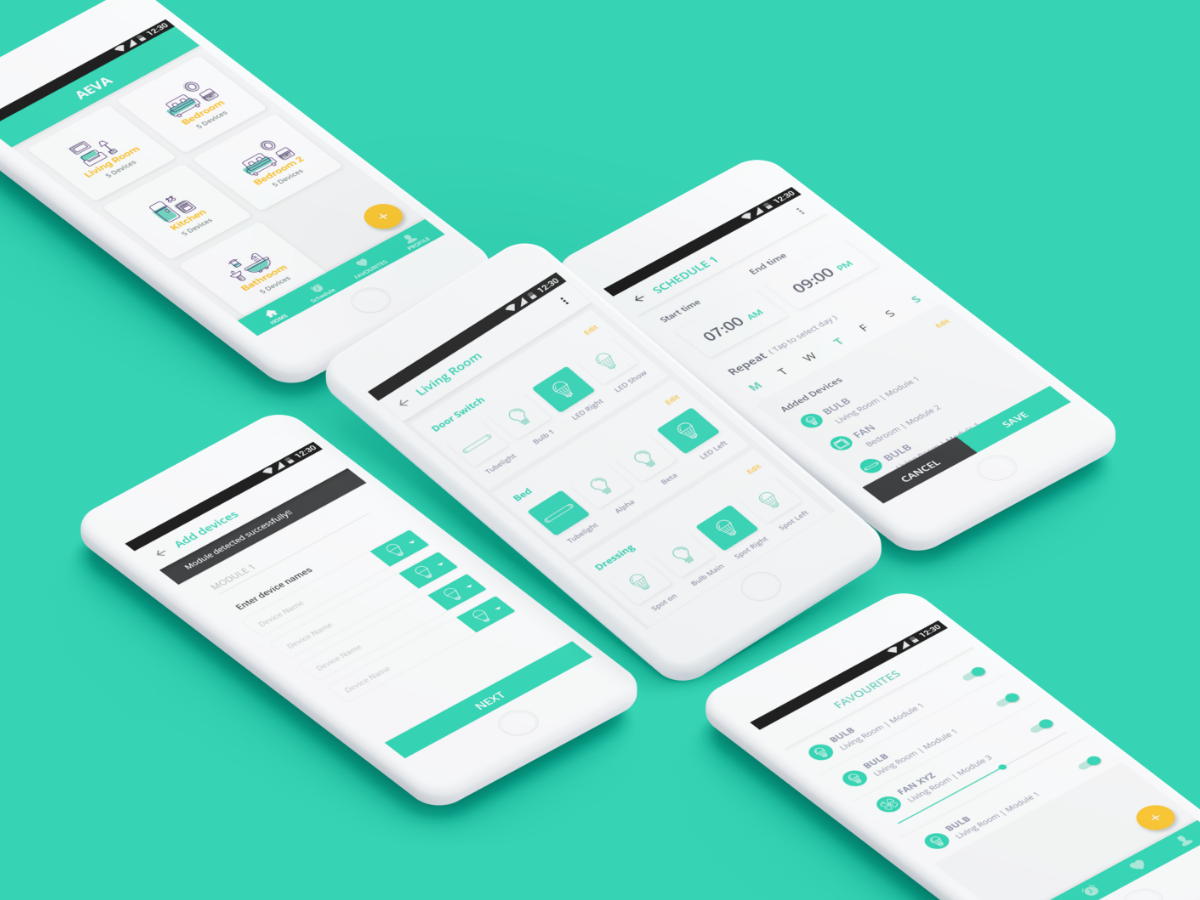 12:30
AEVA
Living Room
5 Devices
Bedroom
5 Devices
Kitchen
5 Devices
Bedroom 2
5 Devices
Bathroom
5 Devices
+
HOME
Schedule
FAVOURITES
PROFILE
12:30
Living Room
Door Switch
Edit
Tubelight
Bulb 1
LED Right
LED Show
Bed
Edit
Tubelight
Alpha
Beta
LED Left
Dressing
Edit
Spot on
Bulb Main
Spot Right
Spot Left
12:30
SCHEDULE 1
Start time
End time
07:00 AM
09:00 PM
Repeat ( Tap to select day )
M T W T F S S
Added Devices
Edit
BULB
Living Room | Module 1
FAN
Bedroom | Module 2
BULB
CANCEL
SAVE
12:30
Add devices
Module detected successfully!!
MODULE 1
Enter device names
Device Name
Device Name
Device Name
Device Name
NEXT
12:30
FAVOURITES
BULB
Living Room | Module 1
BULB
Living Room | Module 1
FAN XYZ
Living Room | Module 3
BULB
Living Room | Module 1
+